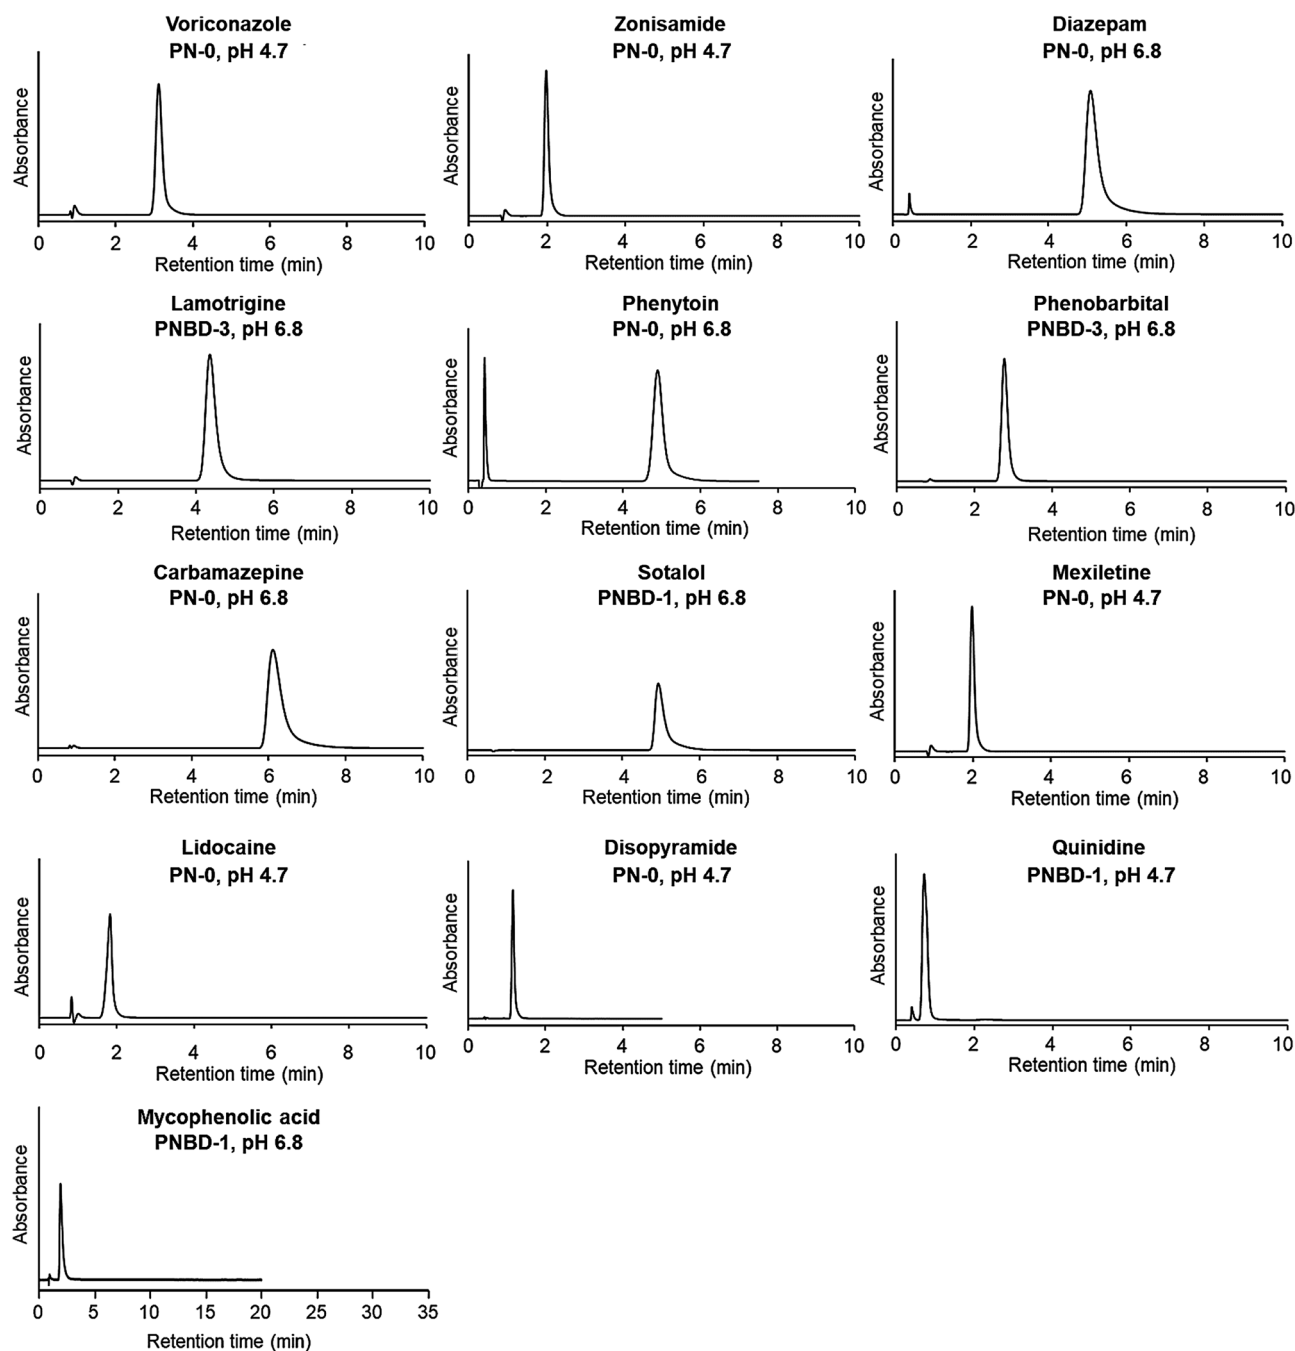 Voriconazole
PN-0, pH 4.7
Absorbance
0 2 4 6 8 10
Retention time (min)
Zonisamide
PN-0, pH 4.7
Absorbance
0 2 4 6 8 10
Retention time (min)
Diazepam
PN-0, pH 6.8
Absorbance
0 2 4 6 8 10
Retention time (min)
Lamotrigine
PNBD-3, pH 6.8
Absorbance
0 2 4 6 8 10
Retention time (min)
Phenytoin
PN-0, pH 6.8
Absorbance
0 2 4 6 8 10
Retention time (min)
Phenobarbital
PNBD-3, pH 6.8
Absorbance
0 2 4 6 8 10
Retention time (min)
Carbamazepine
PN-0, pH 6.8
Absorbance
0 2 4 6 8 10
Retention time (min)
Sotalol
PNBD-1, pH 6.8
Absorbance
0 2 4 6 8 10
Retention time (min)
Mexiletine
PN-0, pH 4.7
Absorbance
0 2 4 6 8 10
Retention time (min)
Lidocaine
PN-0, pH 4.7
Absorbance
0 2 4 6 8 10
Retention time (min)
Disopyramide
PN-0, pH 4.7
Absorbance
0 2 4 6 8 10
Retention time (min)
Quinidine
PNBD-1, pH 4.7
Absorbance
0 2 4 6 8 10
Retention time (min)
Mycophenolic acid
PNBD-1, pH 6.8
Absorbance
0 5 10 15 20 25 30 35
Retention time (min)